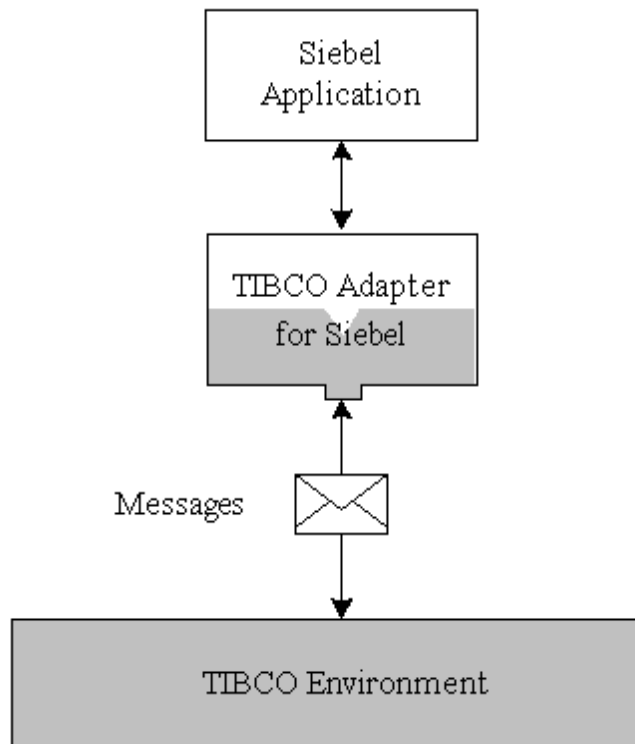 Siebel
Application
TIBCO Adapter
for Siebel
Messages
TIBCO Environment